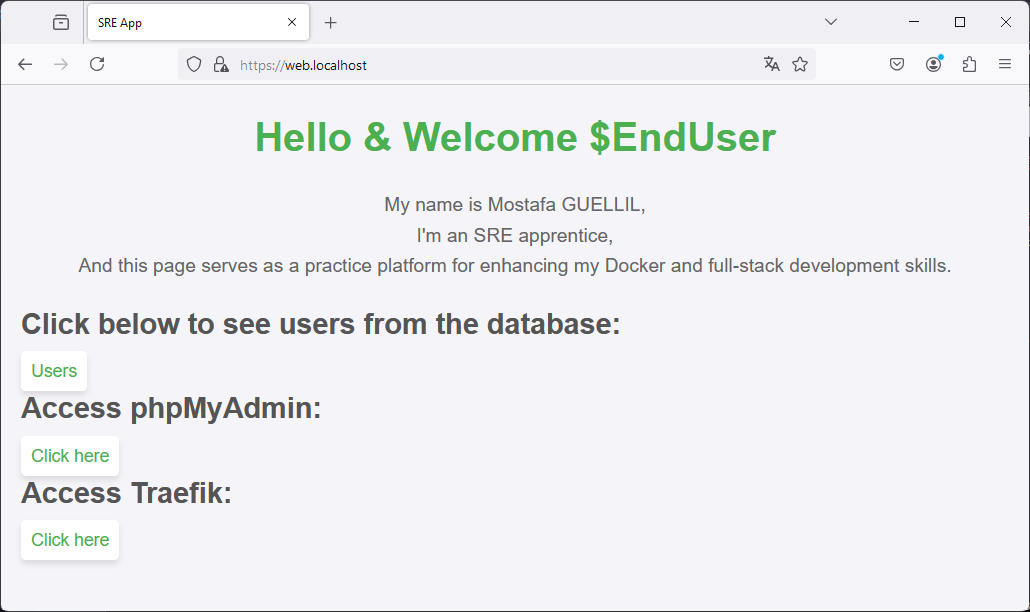 SRE App
https://web.localhost
Hello & Welcome $EndUser
My name is Mostafa GUELLIL,
I'm an SRE apprentice,
And this page serves as a practice platform for enhancing my Docker and full-stack development skills.
Click below to see users from the database:
Users
Access phpMyAdmin:
Click here
Access Traefik:
Click here